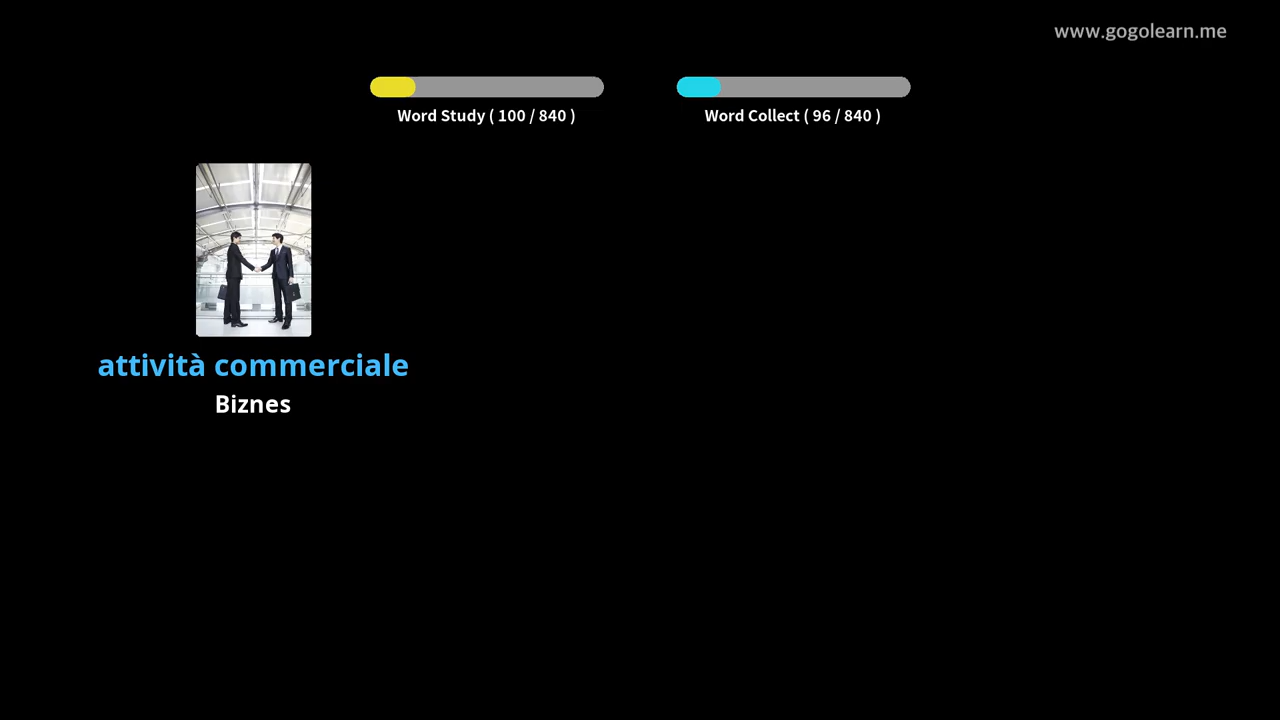 www.gogolearn.me
Word Study ( 100 / 840 )
Word Collect ( 96 / 840 )
attività commerciale
Biznes